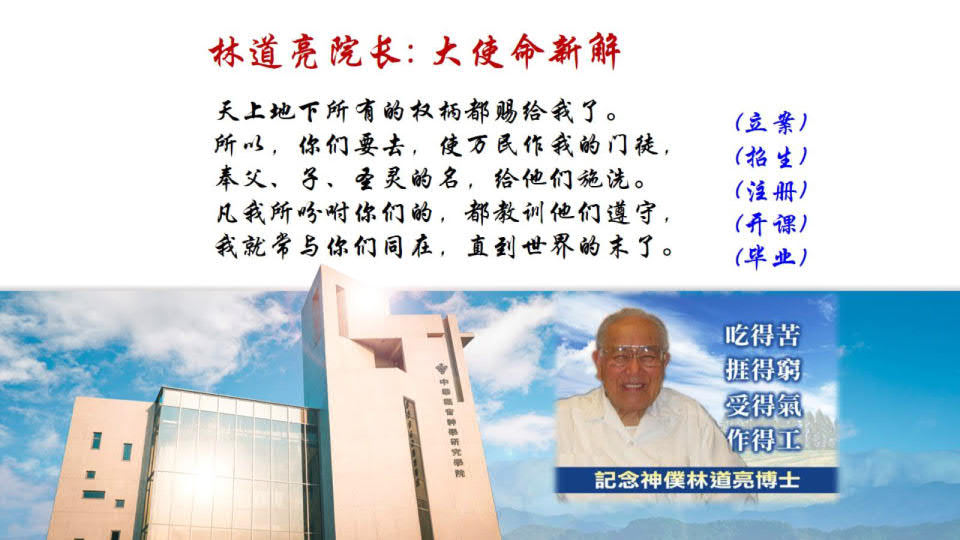 林道亮院长: 大使命新解
天上地下所有的权柄都赐给我了。 (立案)
所以，你们要去，使万民作我的门徒， (招生)
奉父、子、圣灵的名，给他们施洗。 (注册)
凡我所吩咐你们的，都教训他们遵守， (开课)
我就常与你们同在，直到世界的末了。 (毕业)
中華福音神學研究學院
吃得苦
捱得窮
受得氣
作得工
記念神僕林道亮博士